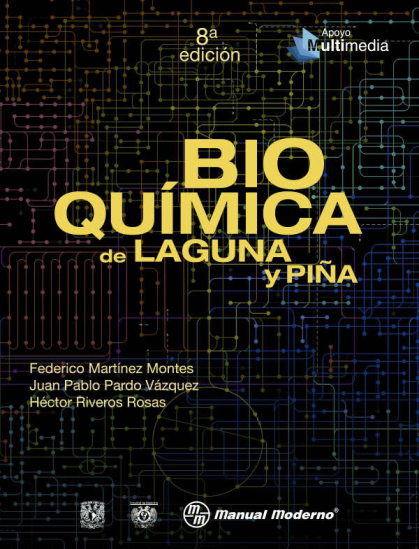 8ª
edición
Apoyo
Multimedia
BIO
QUÍMICA
de LAGUNA
y PIÑA
Federico Martínez Montes
Juan Pablo Pardo Vázquez
Héctor Riveros Rosas
mm Manual Moderno®